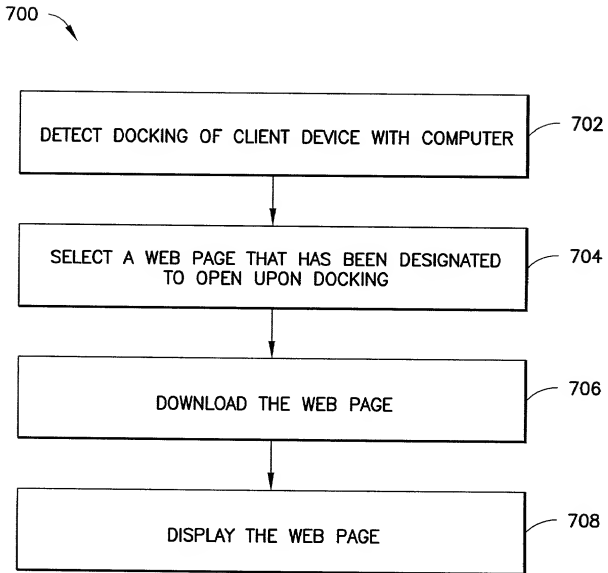 700
DETECT DOCKING OF CLIENT DEVICE WITH COMPUTER
702
SELECT A WEB PAGE THAT HAS BEEN DESIGNATED
TO OPEN UPON DOCKING
704
DOWNLOAD THE WEB PAGE
706
DISPLAY THE WEB PAGE
708